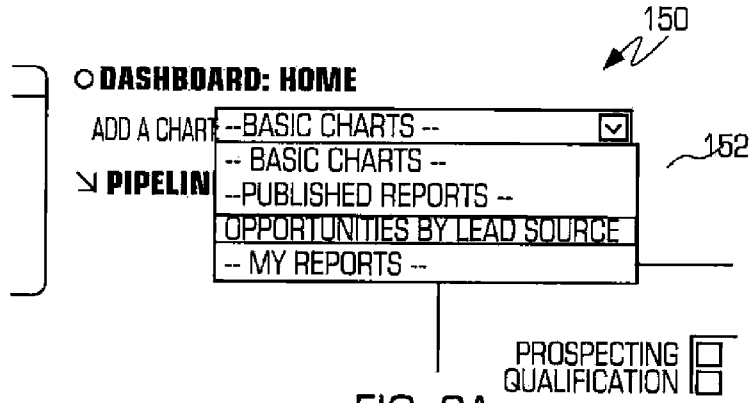 150
DASHBOARD: HOME
ADD A CHART --BASIC CHARTS --
152
-- BASIC CHARTS --
--PUBLISHED REPORTS --
OPPORTUNITIES BY LEAD SOURCE
-- MY REPORTS --
PROSPECTING
QUALIFICATION